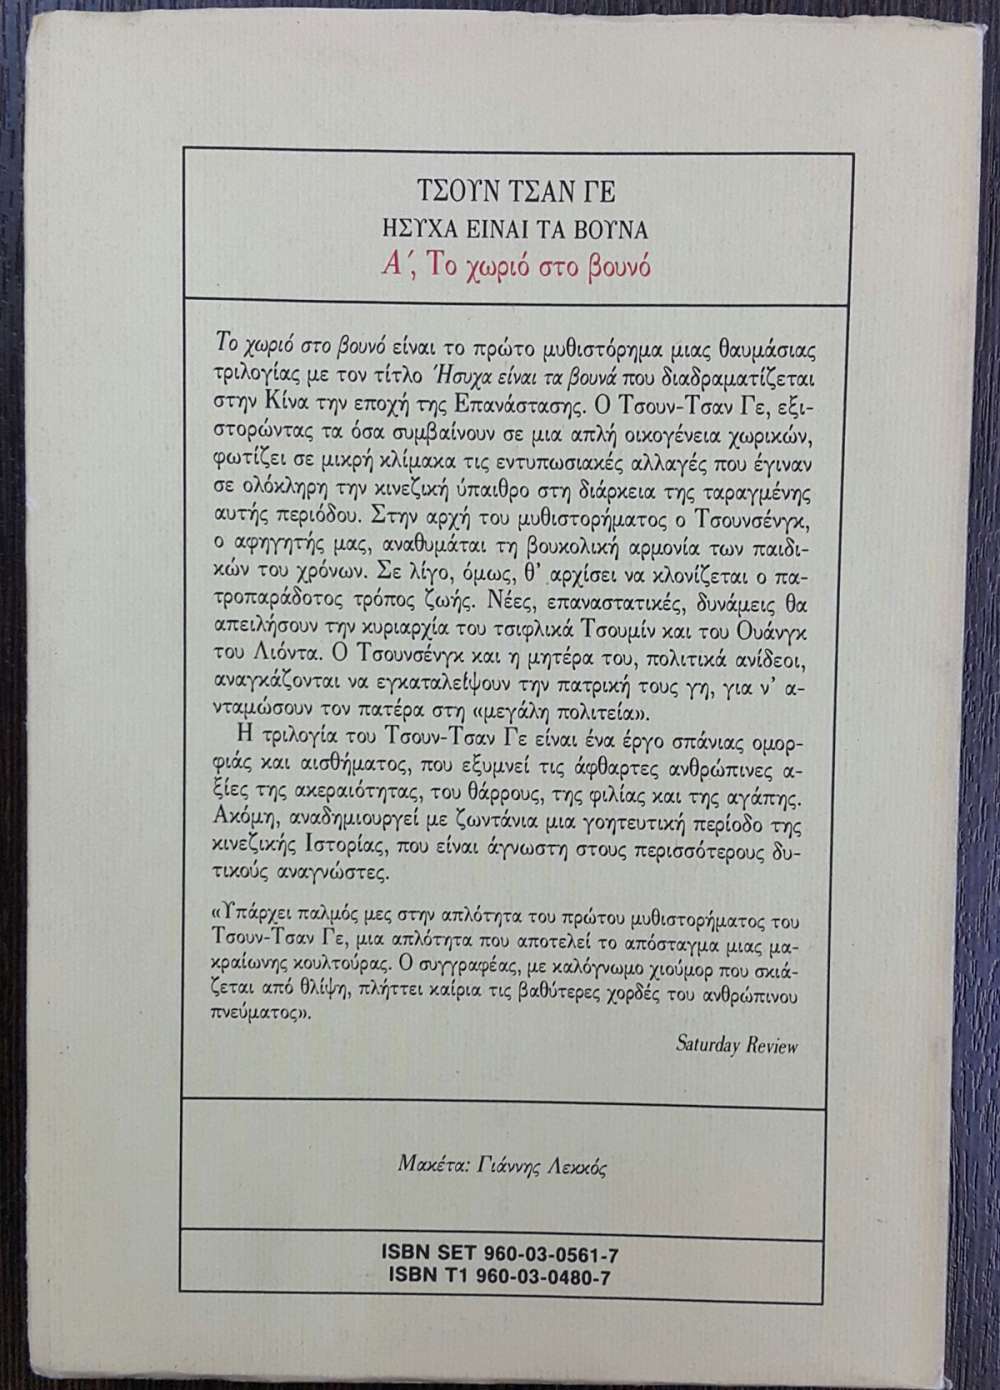 ΤΣΟΥΝ ΤΣΑΝ ΓΕ
ΗΣΥΧΑ ΕΙΝΑΙ ΤΑ ΒΟΥΝΑ
Α΄, Το χωριό στο βουνό
Το χωριό στο βουνό είναι το πρώτο μυθιστόρημα μιας θαυμάσιας
τριλογίας με τον τίτλο Ήσυχα είναι τα βουνά που διαδραματίζεται
στην Κίνα την εποχή της Επανάστασης. Ο Τσουν-Τσαν Γε, εξι-
στορώντας τα όσα συμβαίνουν σε μια απλή οικογένεια χωρικών,
φωτίζει σε μικρή κλίμακα τις εντυπωσιακές αλλαγές που έγιναν
σε ολόκληρη την κινεζική ύπαιθρο στη διάρκεια της ταραγμένης
αυτής περιόδου. Στην αρχή του μυθιστορήματος ο Τσουνσένγκ,
ο αφηγητής μας, αναθυμάται τη βουκολική αρμονία των παιδι-
κών του χρόνων. Σε λίγο, όμως, θ' αρχίσει να κλονίζεται ο πα-
τροπαράδοτος τρόπος ζωής. Νέες, επαναστατικές, δυνάμεις θα
απειλήσουν την κυριαρχία του τσιφλικά Τσουμίν και του Ουάνγκ
του Λιόντα. Ο Τσουνσένγκ και η μητέρα του, πολιτικά ανίδεοι,
αναγκάζονται να εγκαταλείψουν την πατρική τους γη, για ν' α-
νταμώσουν τον πατέρα στη «μεγάλη πολιτεία».
Η τριλογία του Τσουν-Τσαν Γε είναι ένα έργο σπάνιας ομορ-
φιάς και αισθήματος, που εξυμνεί τις άφθαρτες ανθρώπινες α-
ξίες της ακεραιότητας, του θάρρους, της φιλίας και της αγάπης.
Ακόμη, αναδημιουργεί με ζωντάνια μια γοητευτική περίοδο της
κινεζικής Ιστορίας, που είναι άγνωστη στους περισσότερους δυ-
τικούς αναγνώστες.
«Υπάρχει παλμός μες στην απλότητα του πρώτου μυθιστορήματος του
Τσουν-Τσαν Γε, μια απλότητα που αποτελεί το απόσταγμα μιας μα-
κραίωνης κουλτούρας. Ο συγγραφέας, με καλόγνωμο χιούμορ που σκιά-
ζεται από θλίψη, πλήττει καίρια τις βαθύτερες χορδές του ανθρώπινου
πνεύματος».
Saturday Review
Μακέτα: Γιάννης Λεκκός
ISBN SET 960-03-0561-7
ISBN T1 960-03-0480-7